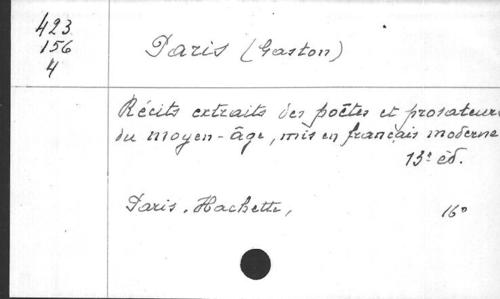 423
156
4
Paris (Gaston)
Récits extraits des poètes et prosateurs
du moyen-âge, mis en français moderne
13e éd.
Paris. Hachette, 16°